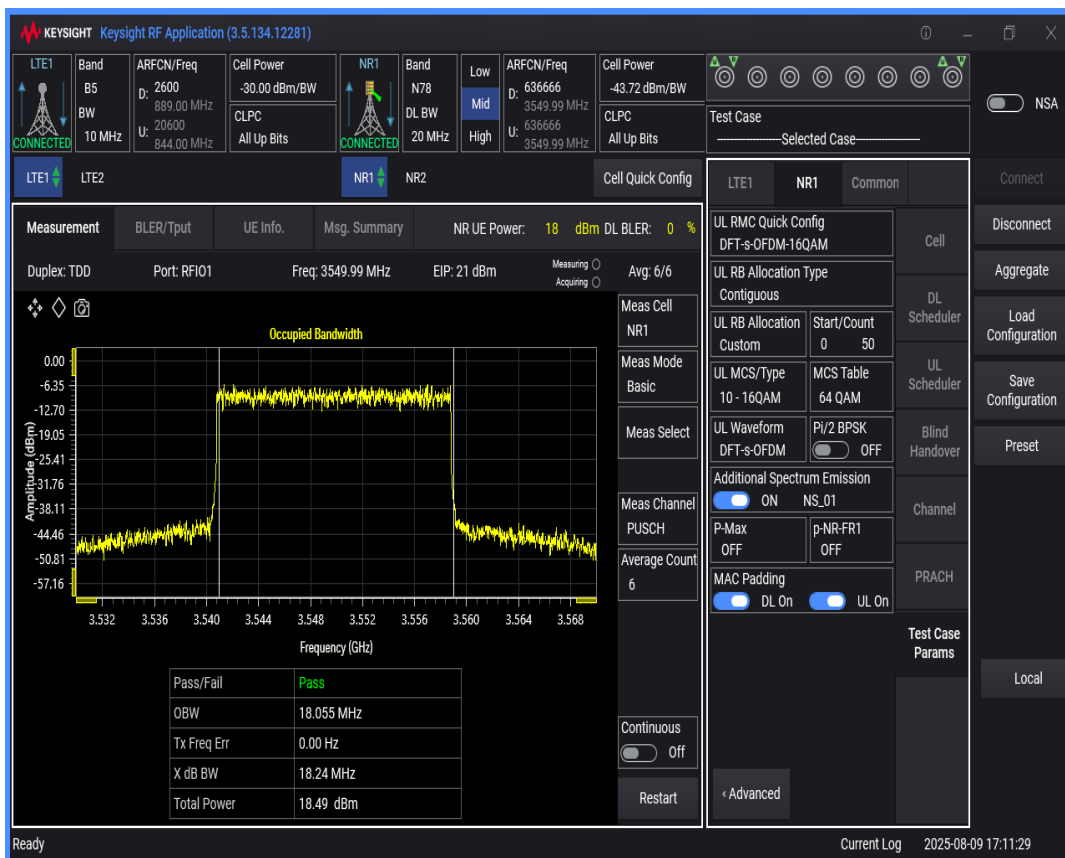 KEYSIGHT Keysight RF Application (3.5.134.12281)
LTE1
CONNECTED
Band
B5
BW
10 MHz
ARFCN/Freq
D: 2600
889.00 MHz
U: 20600
844.00 MHz
Cell Power
-30.00 dBm/BW
CLPC
All Up Bits
NR1
CONNECTED
Band
N78
DL BW
20 MHz
Low
Mid
High
ARFCN/Freq
D: 636666
3549.99 MHz
U: 636666
3549.99 MHz
Cell Power
-43.72 dBm/BW
CLPC
All Up Bits
Test Case
----------------Selected Case----------------
NSA
LTE1 LTE2 NR1 NR2 Cell Quick Config
Measurement BLER/Tput UE Info. Msg. Summary NR UE Power: 18 dBm DL BLER: 0 %
Duplex: TDD Port: RFIO1 Freq: 3549.99 MHz EIP: 21 dBm Measuring Acquiring Avg: 6/6
Occupied Bandwidth
Amplitude (dBm)
0.00
-6.35
-12.70
-19.05
-25.41
-31.76
-38.11
-44.46
-50.81
-57.16
3.532 3.536 3.540 3.544 3.548 3.552 3.556 3.560 3.564 3.568
Frequency (GHz)
Pass/Fail Pass
OBW 18.055 MHz
Tx Freq Err 0.00 Hz
X dB BW 18.24 MHz
Total Power 18.49 dBm
Meas Cell
NR1
Meas Mode
Basic
Meas Select
Meas Channel
PUSCH
Average Count
6
Continuous
Off
Restart
LTE1 NR1 Common
UL RMC Quick Config
DFT-s-OFDM-16QAM
UL RB Allocation Type
Contiguous
UL RB Allocation
Custom
Start/Count
0 50
UL MCS/Type
10 - 16QAM
MCS Table
64 QAM
UL Waveform
DFT-s-OFDM
Pi/2 BPSK
OFF
Additional Spectrum Emission
ON NS_01
P-Max
OFF
p-NR-FR1
OFF
MAC Padding
DL On UL On
‹ Advanced
Cell
DL
Scheduler
UL
Scheduler
Blind
Handover
Channel
PRACH
Test Case
Params
Connect
Disconnect
Aggregate
Load
Configuration
Save
Configuration
Preset
Local
Ready Current Log 2025-08-09 17:11:29